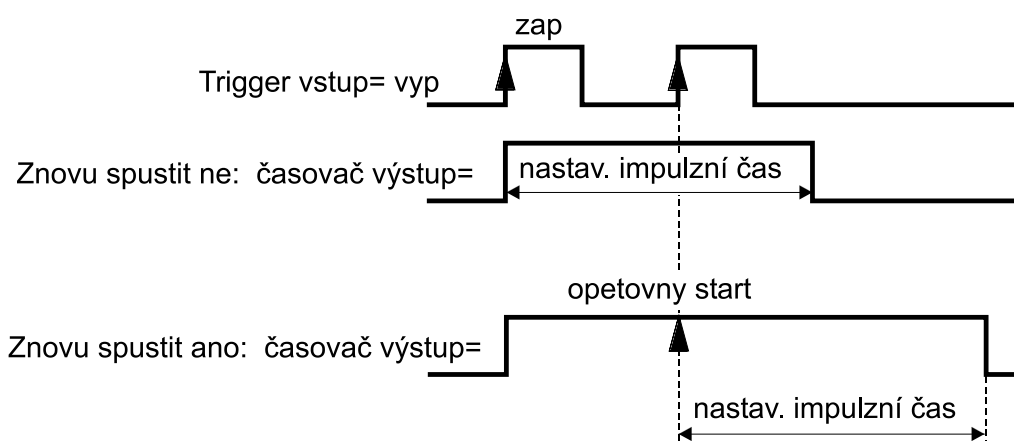 zap
Trigger vstup= vyp
Znovu spustit ne:  časovač výstup=
nastav. impulzní čas
opetovny start
Znovu spustit ano:  časovač výstup=
nastav. impulzní čas